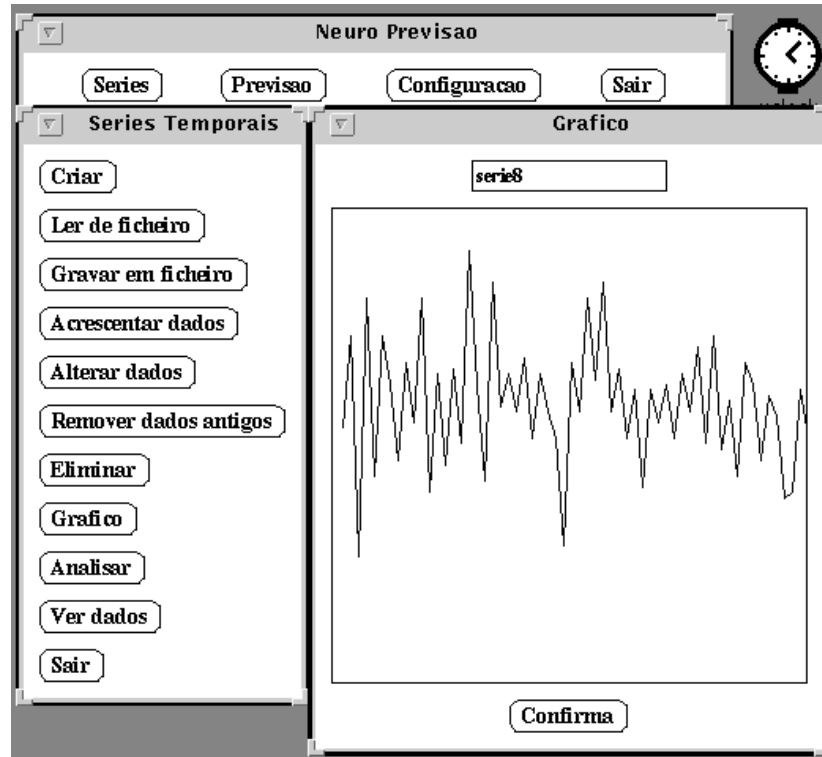 Neuro Previsao
Series Previsao Configuracao Sair
Series Temporais
Criar
Ler de ficheiro
Gravar em ficheiro
Acrescentar dados
Alterar dados
Remover dados antigos
Eliminar
Grafico
Analisar
Ver dados
Sair
Grafico
serie8
Confirma